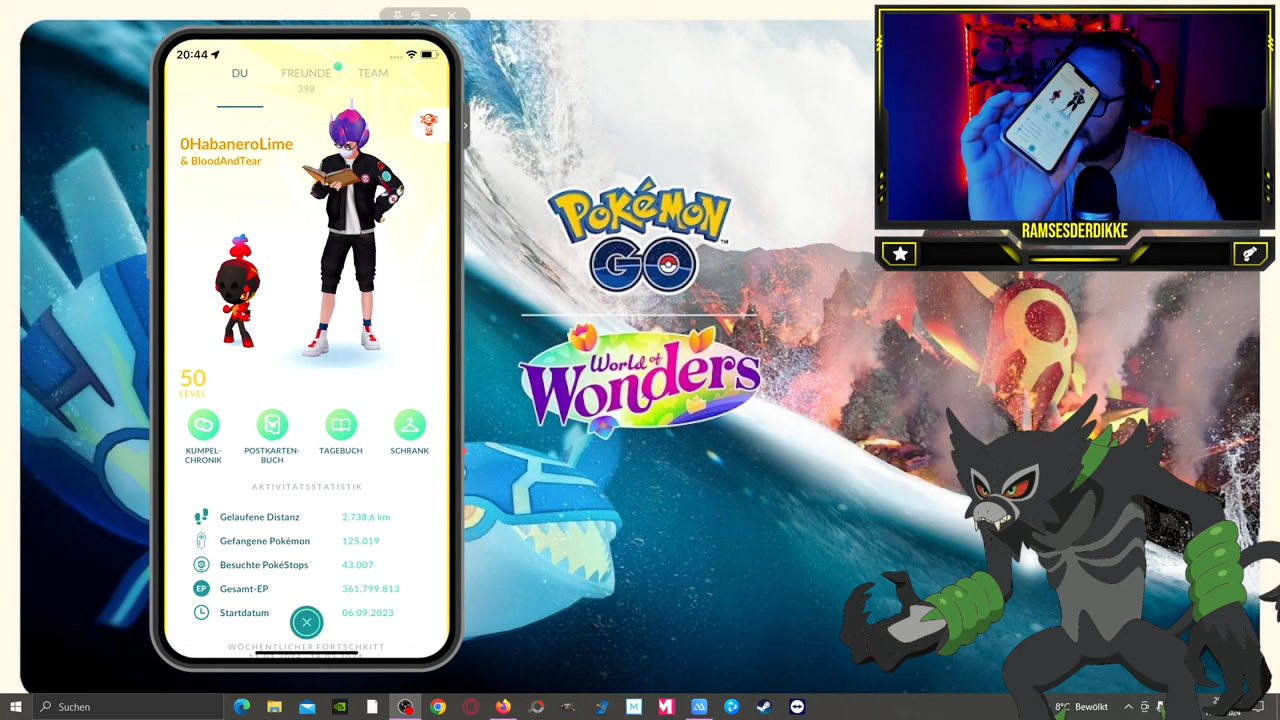 20:44
DU
FREUNDE
TEAM
398
0HabaneroLime
& BloodAndTear
50
LEVEL
KUMPEL-
CHRONIK
POSTKARTEN-
BUCH
TAGEBUCH
SCHRANK
AKTIVITÄTSSTATISTIK
Gelaufene Distanz 2.738,6 km
Gefangene Pokémon 125.019
Besuchte PokéStops 43.007
EP Gesamt-EP 361.799.813
Startdatum 06.09.2023
WÖCHENTLICHER FORTSCHRITT
POKÉMON
GO
TM
World of
Wonders
RAMSESDERDIKKE
Suchen
8°C Bewölkt